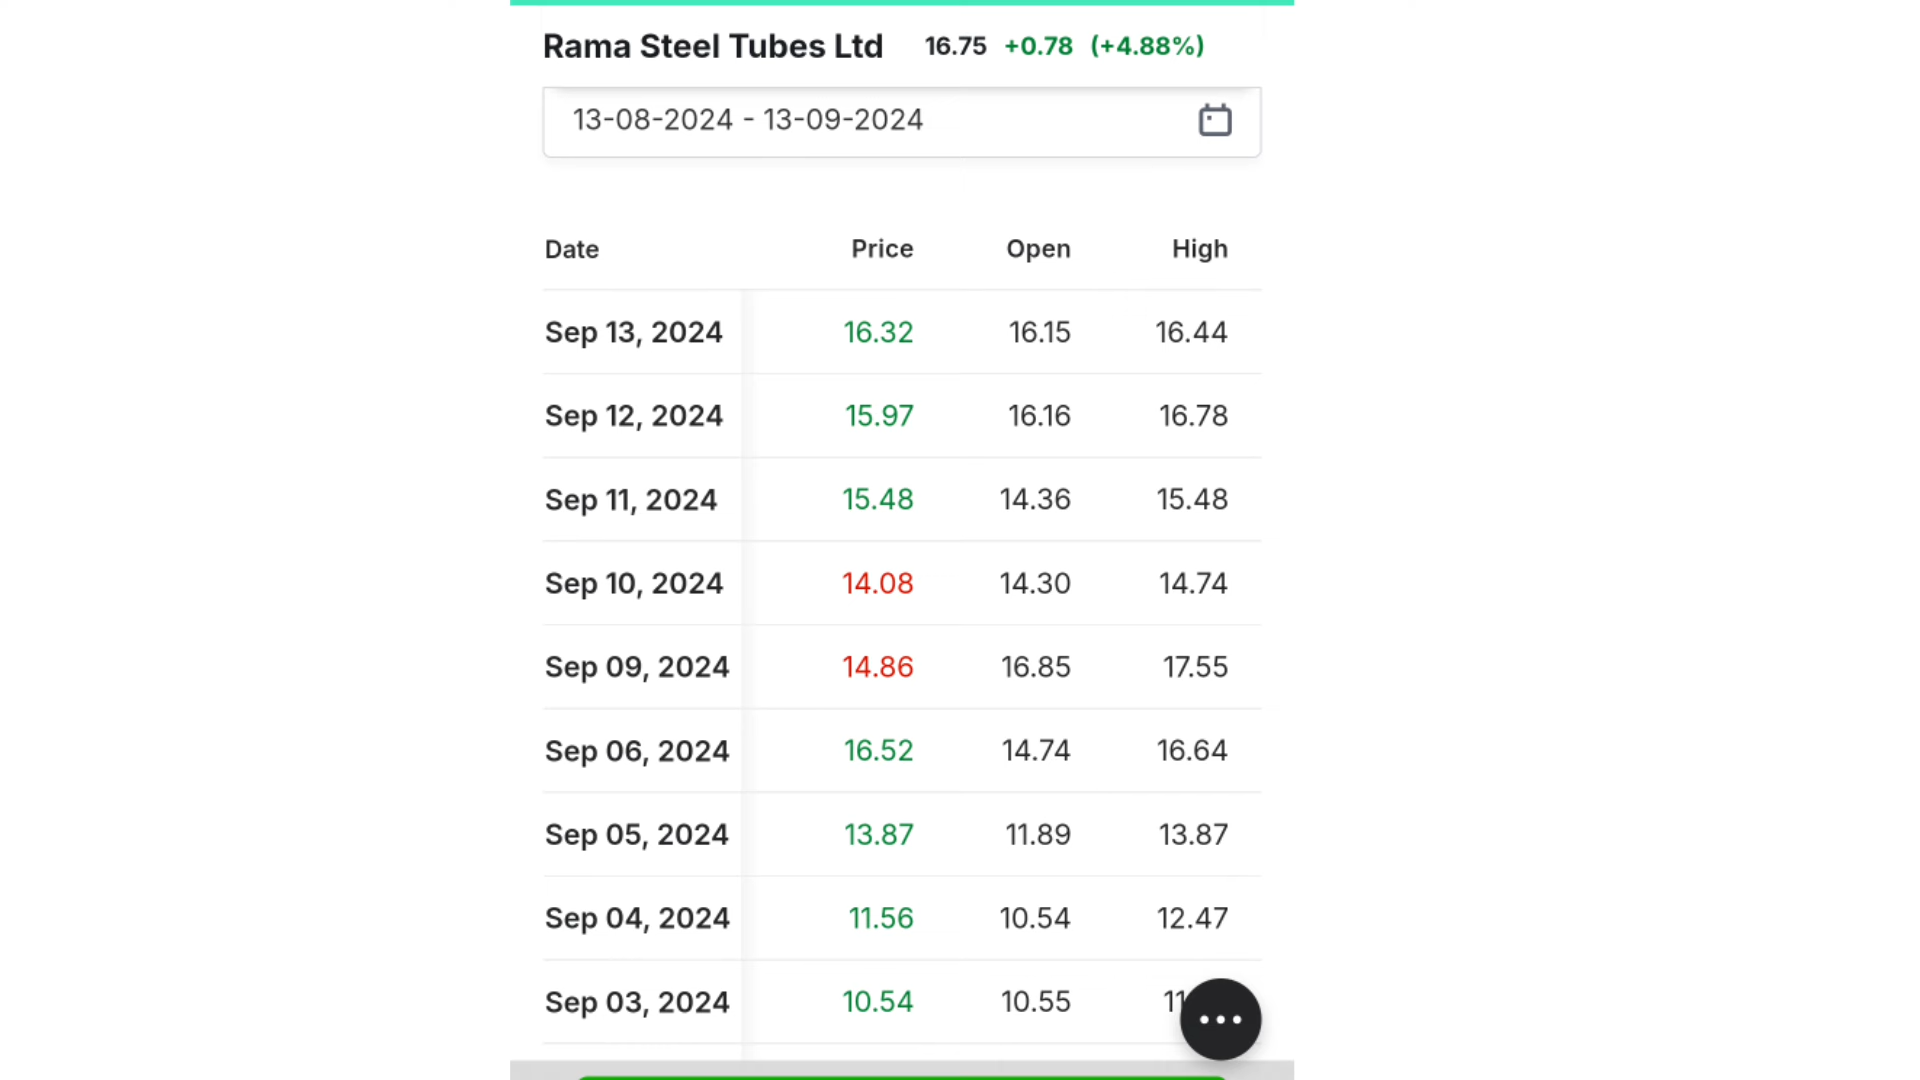 Rama Steel Tubes Ltd 16.75 +0.78 (+4.88%)
13-08-2024 - 13-09-2024
Date Price Open High
Sep 13, 2024 16.32 16.15 16.44
Sep 12, 2024 15.97 16.16 16.78
Sep 11, 2024 15.48 14.36 15.48
Sep 10, 2024 14.08 14.30 14.74
Sep 09, 2024 14.86 16.85 17.55
Sep 06, 2024 16.52 14.74 16.64
Sep 05, 2024 13.87 11.89 13.87
Sep 04, 2024 11.56 10.54 12.47
Sep 03, 2024 10.54 10.55